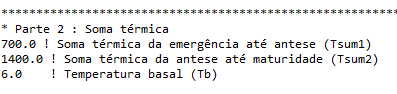 *********************************************************
* Parte 2 : Soma térmica
700.0 ! Soma térmica da emergência até antese (Tsum1)
1400.0 ! Soma térmica da antese até maturidade (Tsum2)
6.0    ! Temperatura basal (Tb)